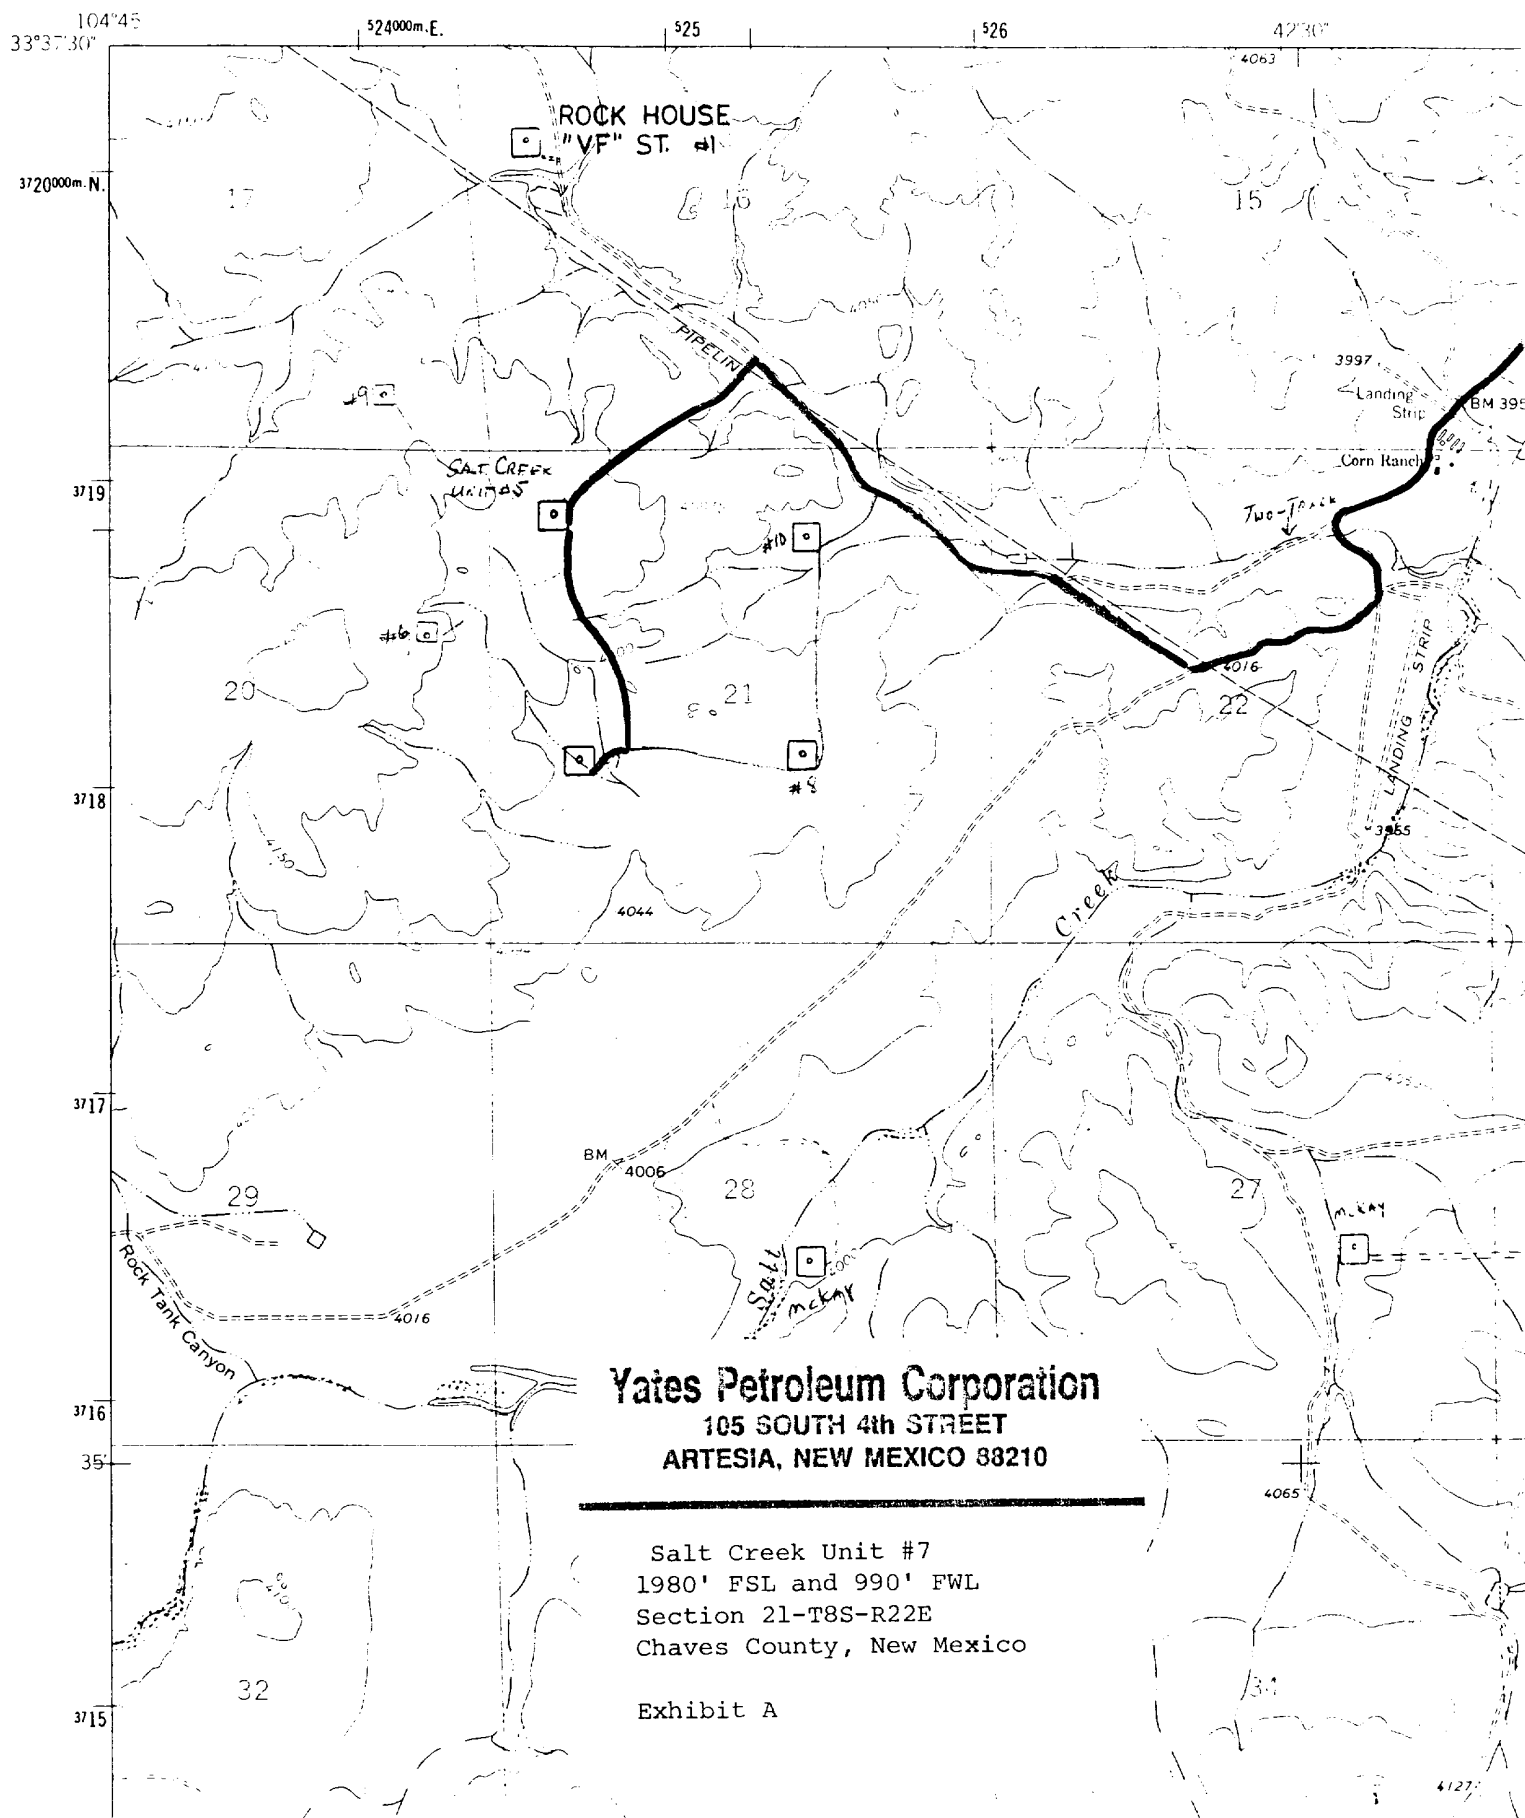 104°45'
524000m.E.
525
526
42'30"
33°37'30"
4063
ROCK HOUSE
"VF" ST. #1
3720000m.N.
17
16
15
PIPELIN
3997
Landing
Strip
BM 395
#9
Corn Ranch
SALT CREEK
UNIT #5
3719
TWO-TRACK
#10
#6
4016
20
21
22
LANDING STRIP
3718
#8
3965
4150
Creek
4044
3717
BM
4006
29
28
27
McKAY
Rock Tank Canyon
Salt
McKAY
4016
Yates Petroleum Corporation
105 SOUTH 4th STREET
ARTESIA, NEW MEXICO 88210
3716
35'
4065
Salt Creek Unit #7
1980' FSL and 990' FWL
Section 21-T8S-R22E
Chaves County, New Mexico
32
34
Exhibit A
3715
4127